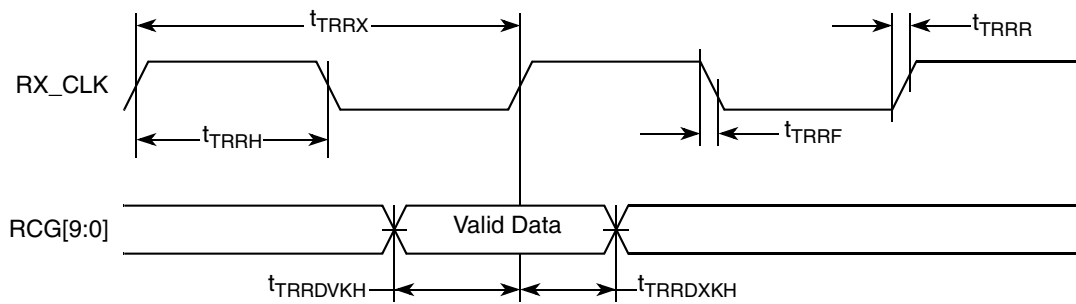 tTRRX
tTRRR
RX_CLK
tTRRH
tTRRF
RCG[9:0]
Valid Data
tTRRDVKH
tTRRDXKH